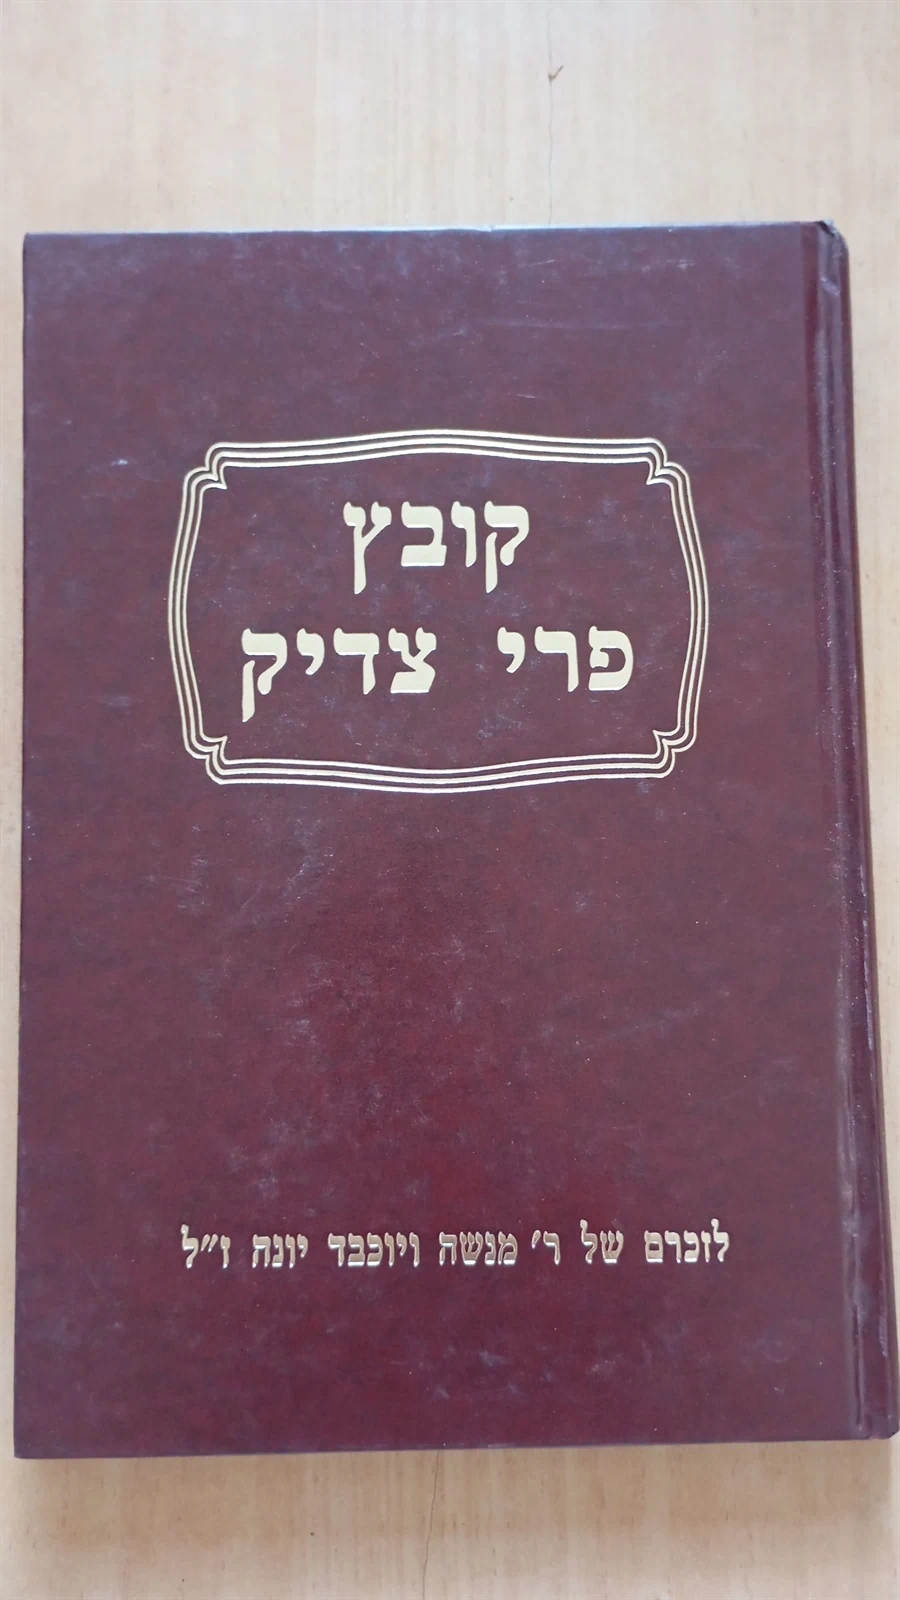 קובץ
פרי צדיק
לזכרם של ר' מנשה ויוכבד יונה ז"ל